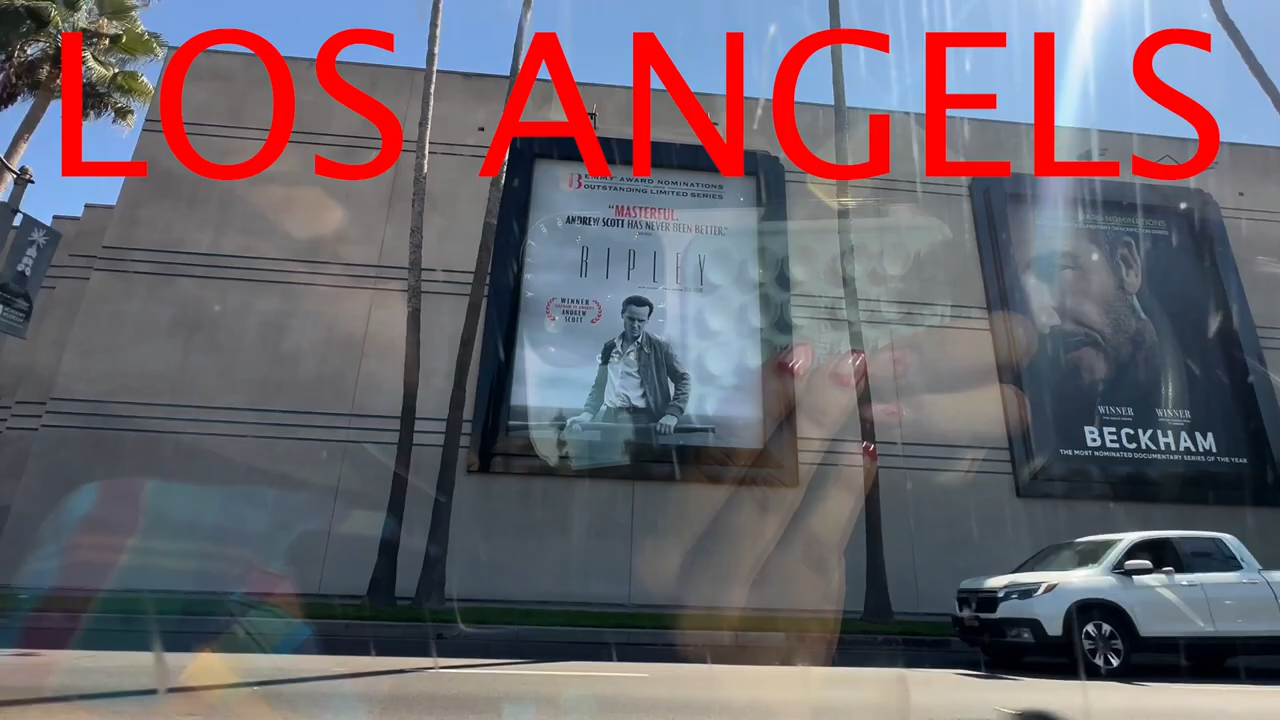 LOS ANGELS
EMMY AWARD NOMINATIONS
OUTSTANDING LIMITED SERIES
"MASTERFUL.
ANDREW SCOTT HAS NEVER BEEN BETTER."
RIPLEY
WINNER
ANDREW
SCOTT
NOMINATIONS
WINNER
WINNER
BECKHAM
THE MOST NOMINATED DOCUMENTARY SERIES OF THE YEAR